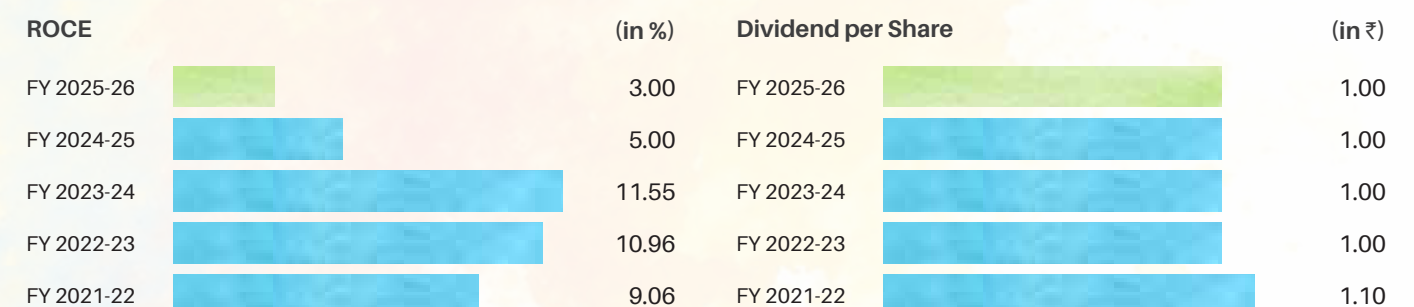 ROCE (in %)
FY 2025-26 3.00
FY 2024-25 5.00
FY 2023-24 11.55
FY 2022-23 10.96
FY 2021-22 9.06
Dividend per Share (in ₹)
FY 2025-26 1.00
FY 2024-25 1.00
FY 2023-24 1.00
FY 2022-23 1.00
FY 2021-22 1.10